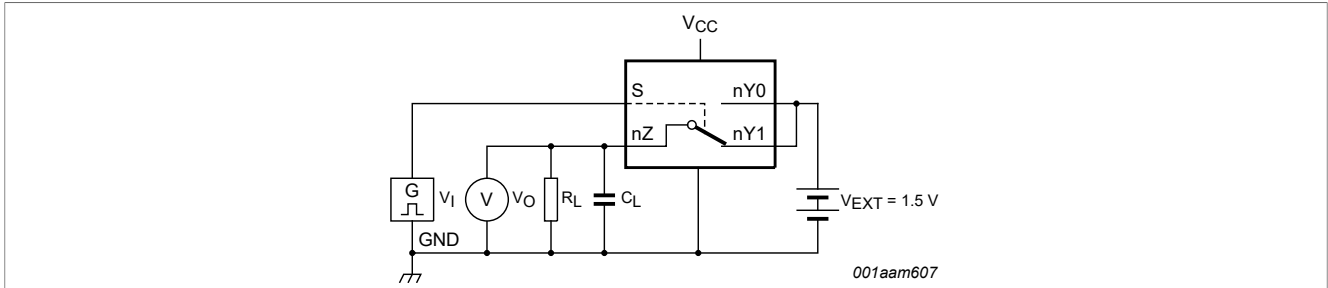 VCC
S
nY0
nZ
nY1
G
VI
V
VO
RL
CL
VEXT = 1.5 V
GND
001aam607